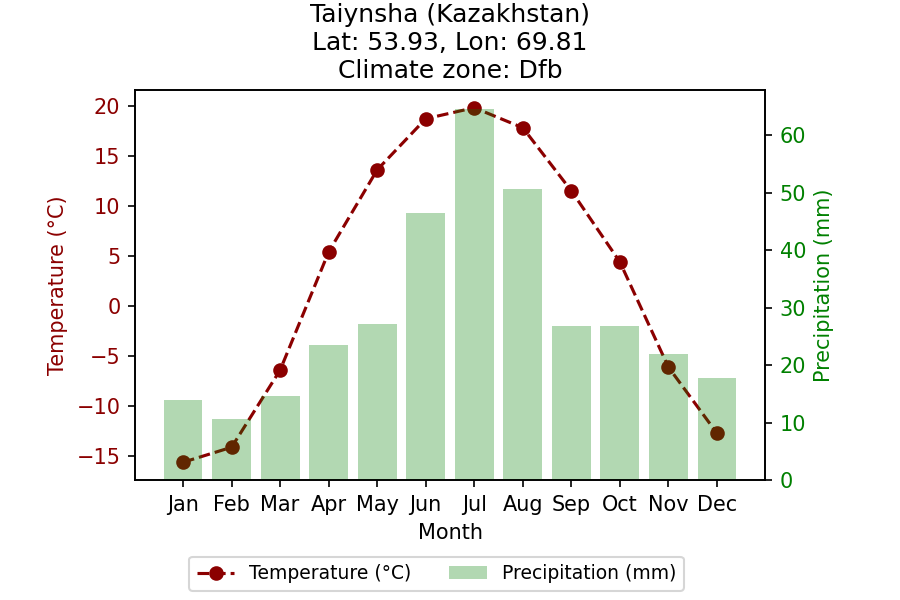 Taiynsha (Kazakhstan)
Lat: 53.93, Lon: 69.81
Climate zone: Dfb
Temperature (°C)
20
15
10
5
0
−5
−10
−15
Precipitation (mm)
60
50
40
30
20
10
0
Jan Feb Mar Apr May Jun Jul Aug Sep Oct Nov Dec
Month
Temperature (°C) Precipitation (mm)